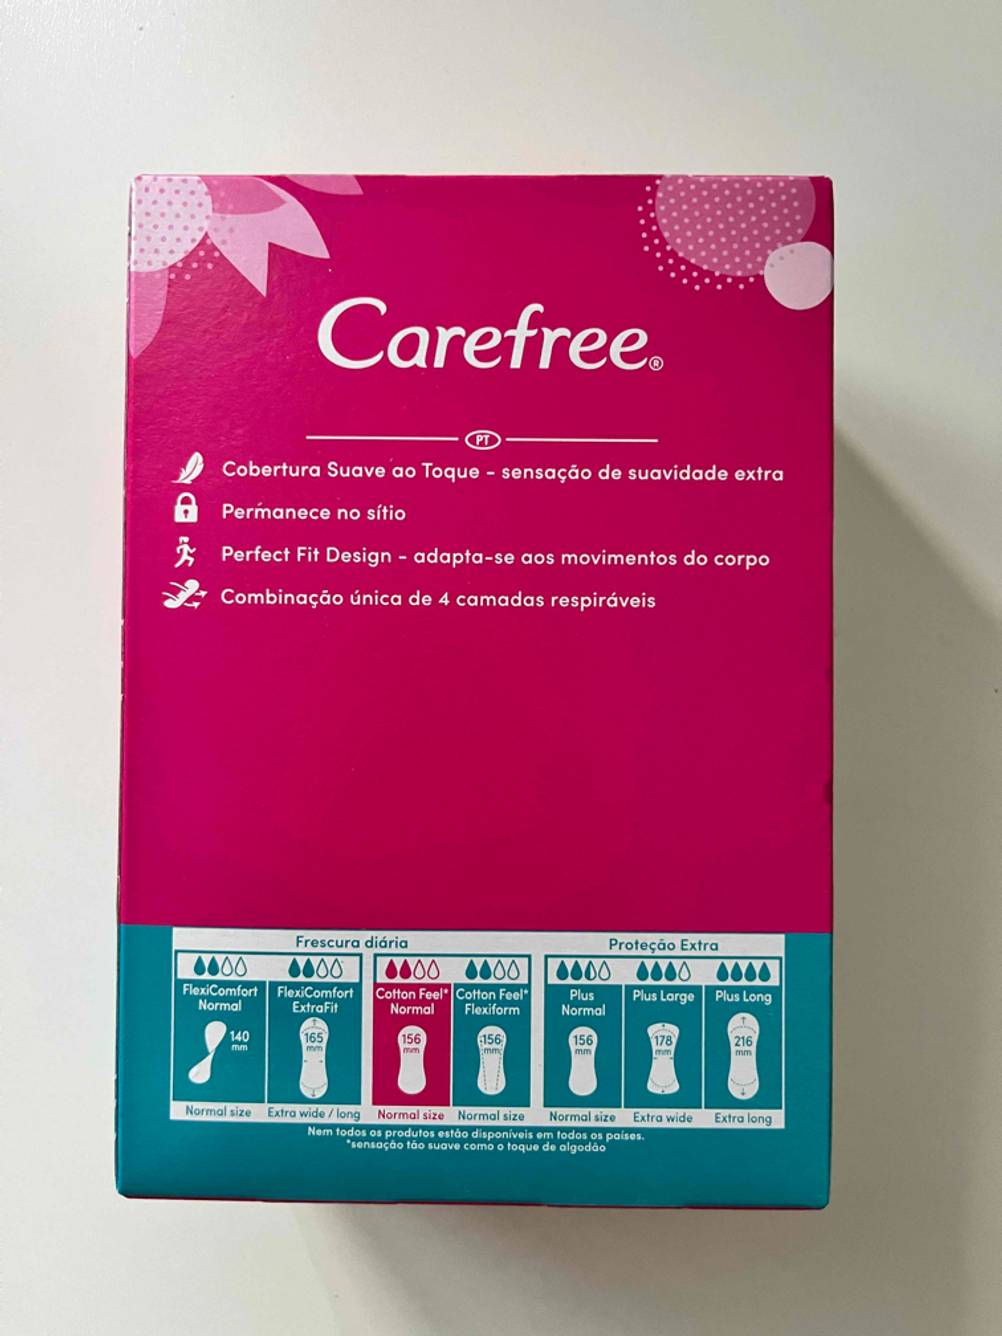 Carefree®
PT
Cobertura Suave ao Toque - sensação de suavidade extra
Permanece no sítio
Perfect Fit Design - adapta-se aos movimentos do corpo
Combinação única de 4 camadas respiráveis
Frescura diária
Proteção Extra
FlexiComfort Normal
140 mm
Normal size
FlexiComfort ExtraFit
165 mm
Extra wide / long
Cotton Feel* Normal
156 mm
Normal size
Cotton Feel* Flexiform
156 mm
Normal size
Plus Normal
156 mm
Normal size
Plus Large
178 mm
Extra wide
Plus Long
216 mm
Extra long
Nem todos os produtos estão disponíveis em todos os países.
*sensação tão suave como o toque de algodão